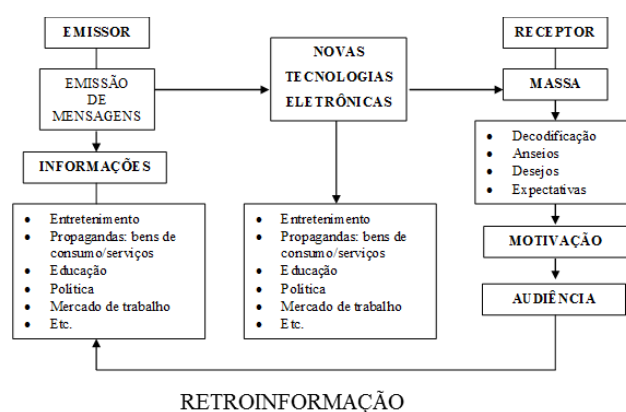 EMISSOR
EMISSÃO
DE
MENSAGENS
INFORMAÇÕES
• Entretenimento
• Propagandas: bens de
consumo/serviços
• Educação
• Política
• Mercado de trabalho
• Etc.
NOVAS
TECNOLOGIAS
ELETRÔNICAS
• Entretenimento
• Propagandas: bens de
consumo/serviços
• Educação
• Política
• Mercado de trabalho
• Etc.
RECEPTOR
MASSA
• Decodificação
• Anseios
• Desejos
• Expectativas
MOTIVAÇÃO
AUDIÊNCIA
RETROINFORMAÇÃO